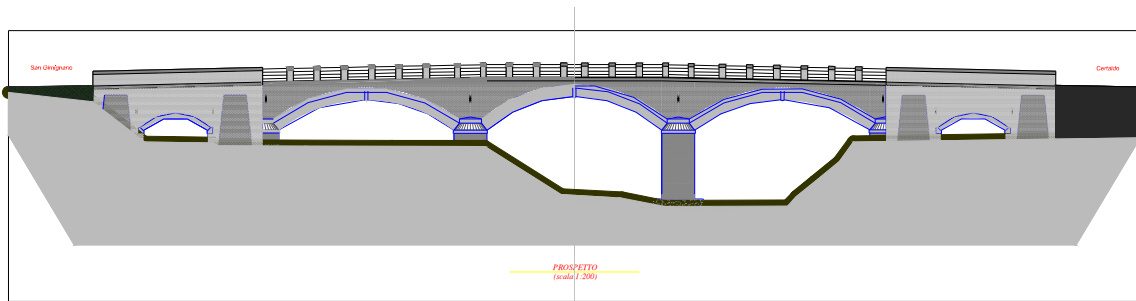 San Gimignano
Certaldo
PROSPETTO
(scala 1:200)